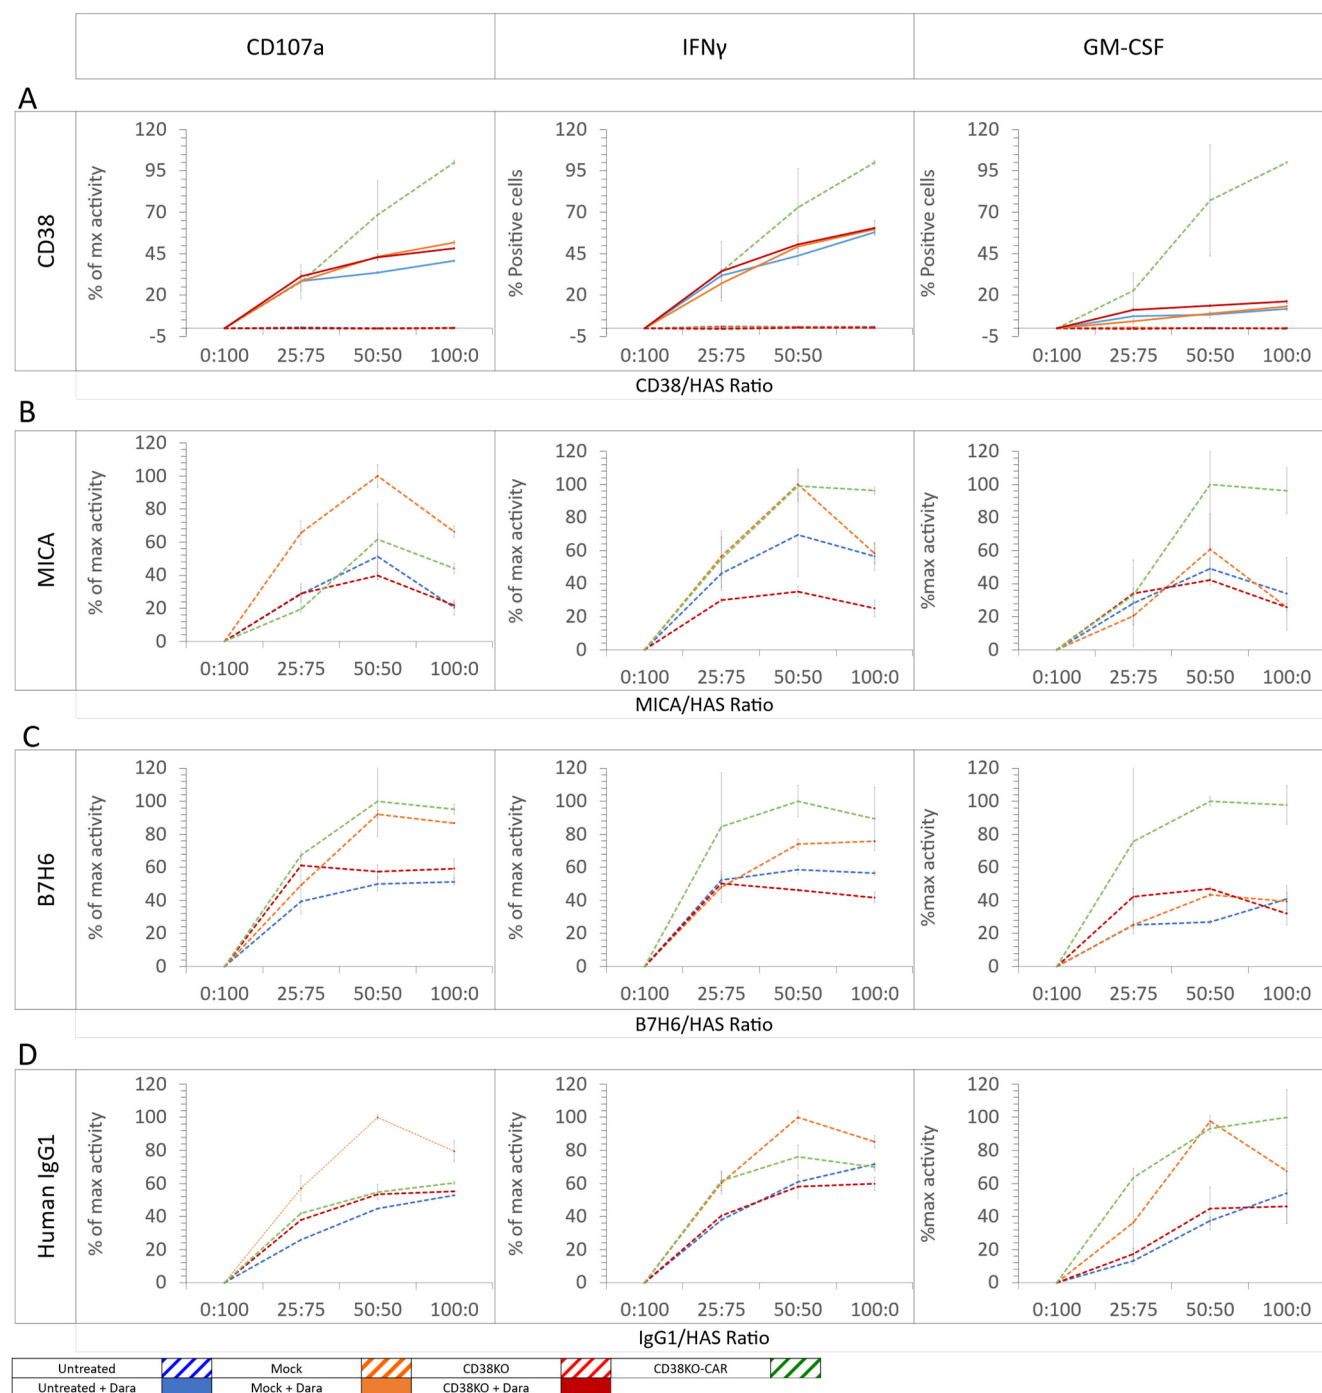 CD107a IFNγ GM-CSF
A
CD38
% of mx activity
120
95
70
45
20
-5
0:100 25:75 50:50 100:0
% Positive cells
120
95
70
45
20
-5
0:100 25:75 50:50
% Positive cells
120
95
70
45
20
-5
0:100 25:75 50:50 100:0
CD38/HAS Ratio
B
MICA
% of max activity
120
100
80
60
40
20
0
0:100 25:75 50:50 100:0
% of max activity
120
100
80
60
40
20
0
0:100 25:75 50:50 100:0
%max activity
120
100
80
60
40
20
0
0:100 25:75 50:50 100:0
MICA/HAS Ratio
C
B7H6
% of max activity
120
100
80
60
40
20
0
0:100 25:75 50:50 100:0
% of max activity
120
100
80
60
40
20
0
0:100 25:75 50:50 100:0
%max activity
120
100
80
60
40
20
0
0:100 25:75 50:50 100:0
B7H6/HAS Ratio
D
Human IgG1
% of max activity
120
100
80
60
40
20
0
0:100 25:75 50:50 100:0
% of max activity
120
100
80
60
40
20
0
0:100 25:75 50:50 100:0
%max activity
120
100
80
60
40
20
0
0:100 25:75 50:50 100:0
IgG1/HAS Ratio
Untreated Mock CD38KO CD38KO-CAR
Untreated + Dara Mock + Dara CD38KO + Dara